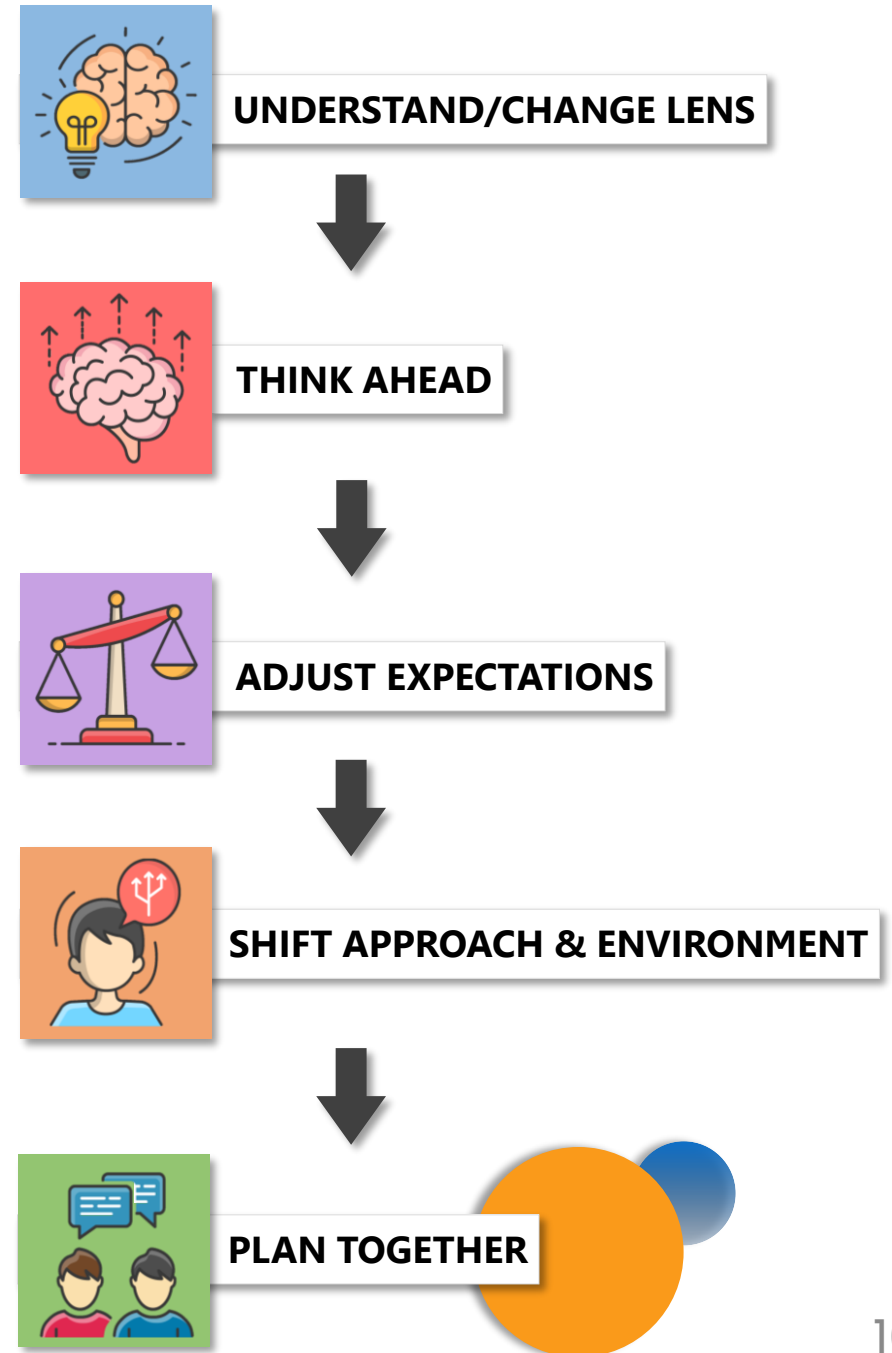 UNDERSTAND/CHANGE LENS
THINK AHEAD
ADJUST EXPECTATIONS
SHIFT APPROACH & ENVIRONMENT
PLAN TOGETHER